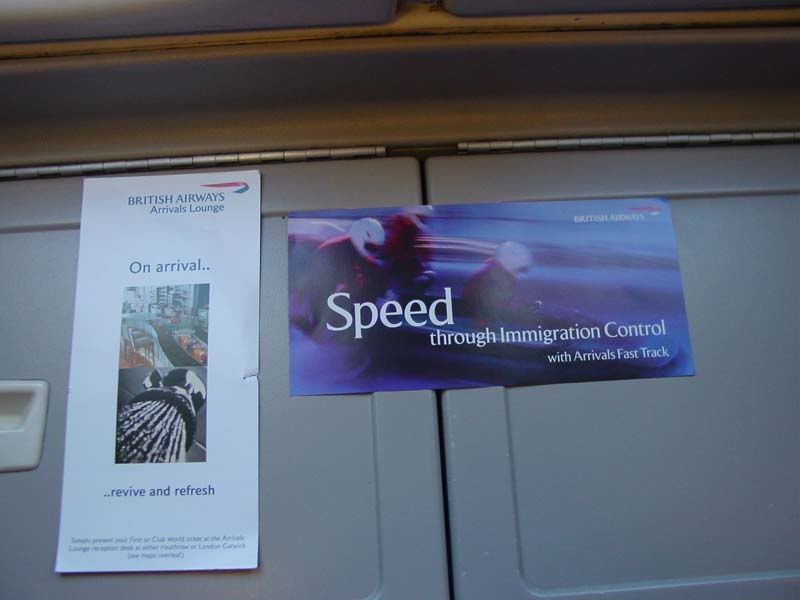 BRITISH AIRWAYS
Arrivals Lounge
On arrival..
..revive and refresh
Simply present your First or Club World ticket at the Arrivals
Lounge reception desk at either Heathrow or London Gatwick
(see maps overleaf)
BRITISH AIRWAYS
Speed
through Immigration Control
with Arrivals Fast Track